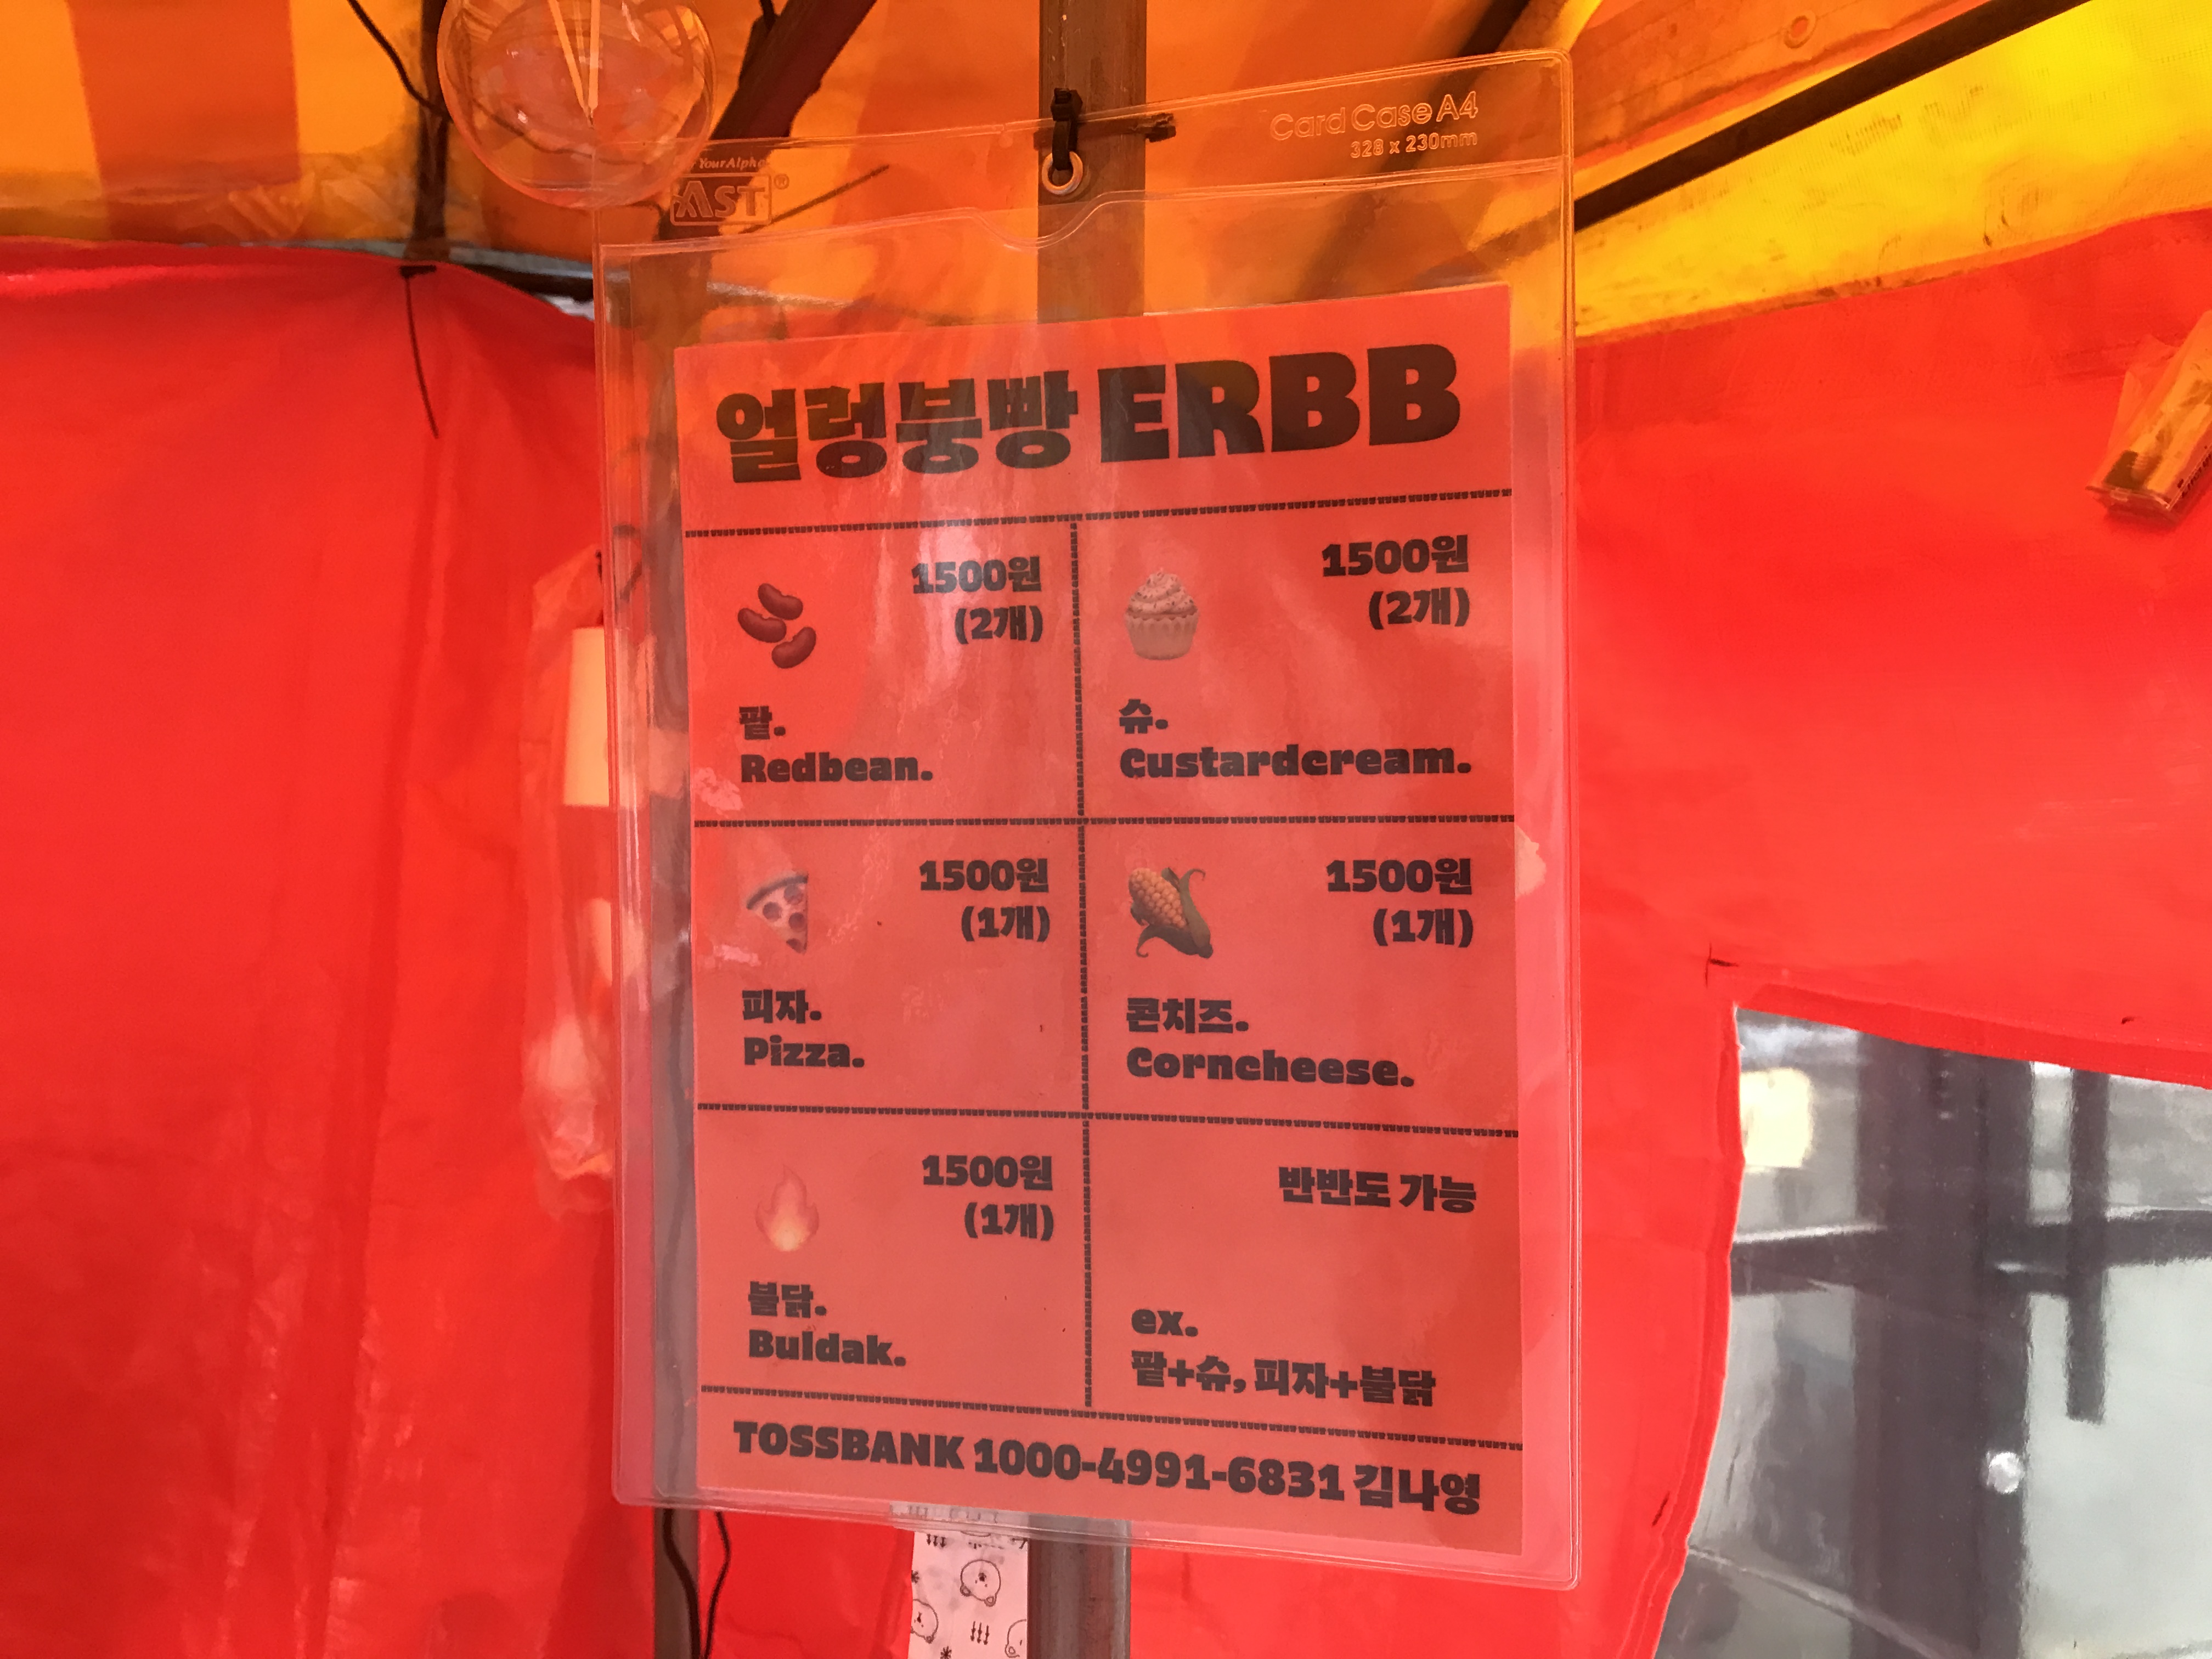 Card Case A4
328 x 230mm
AST
얼렁붕빵 ERBB
1500원
(2개)
팥.
Redbean.
1500원
(2개)
슈.
Custardcream.
1500원
(1개)
피자.
Pizza.
1500원
(1개)
콘치즈.
Corncheese.
1500원
(1개)
불닭.
Buldak.
반반도 가능
ex.
팥+슈, 피자+불닭
TOSSBANK 1000-4991-6831 김나영